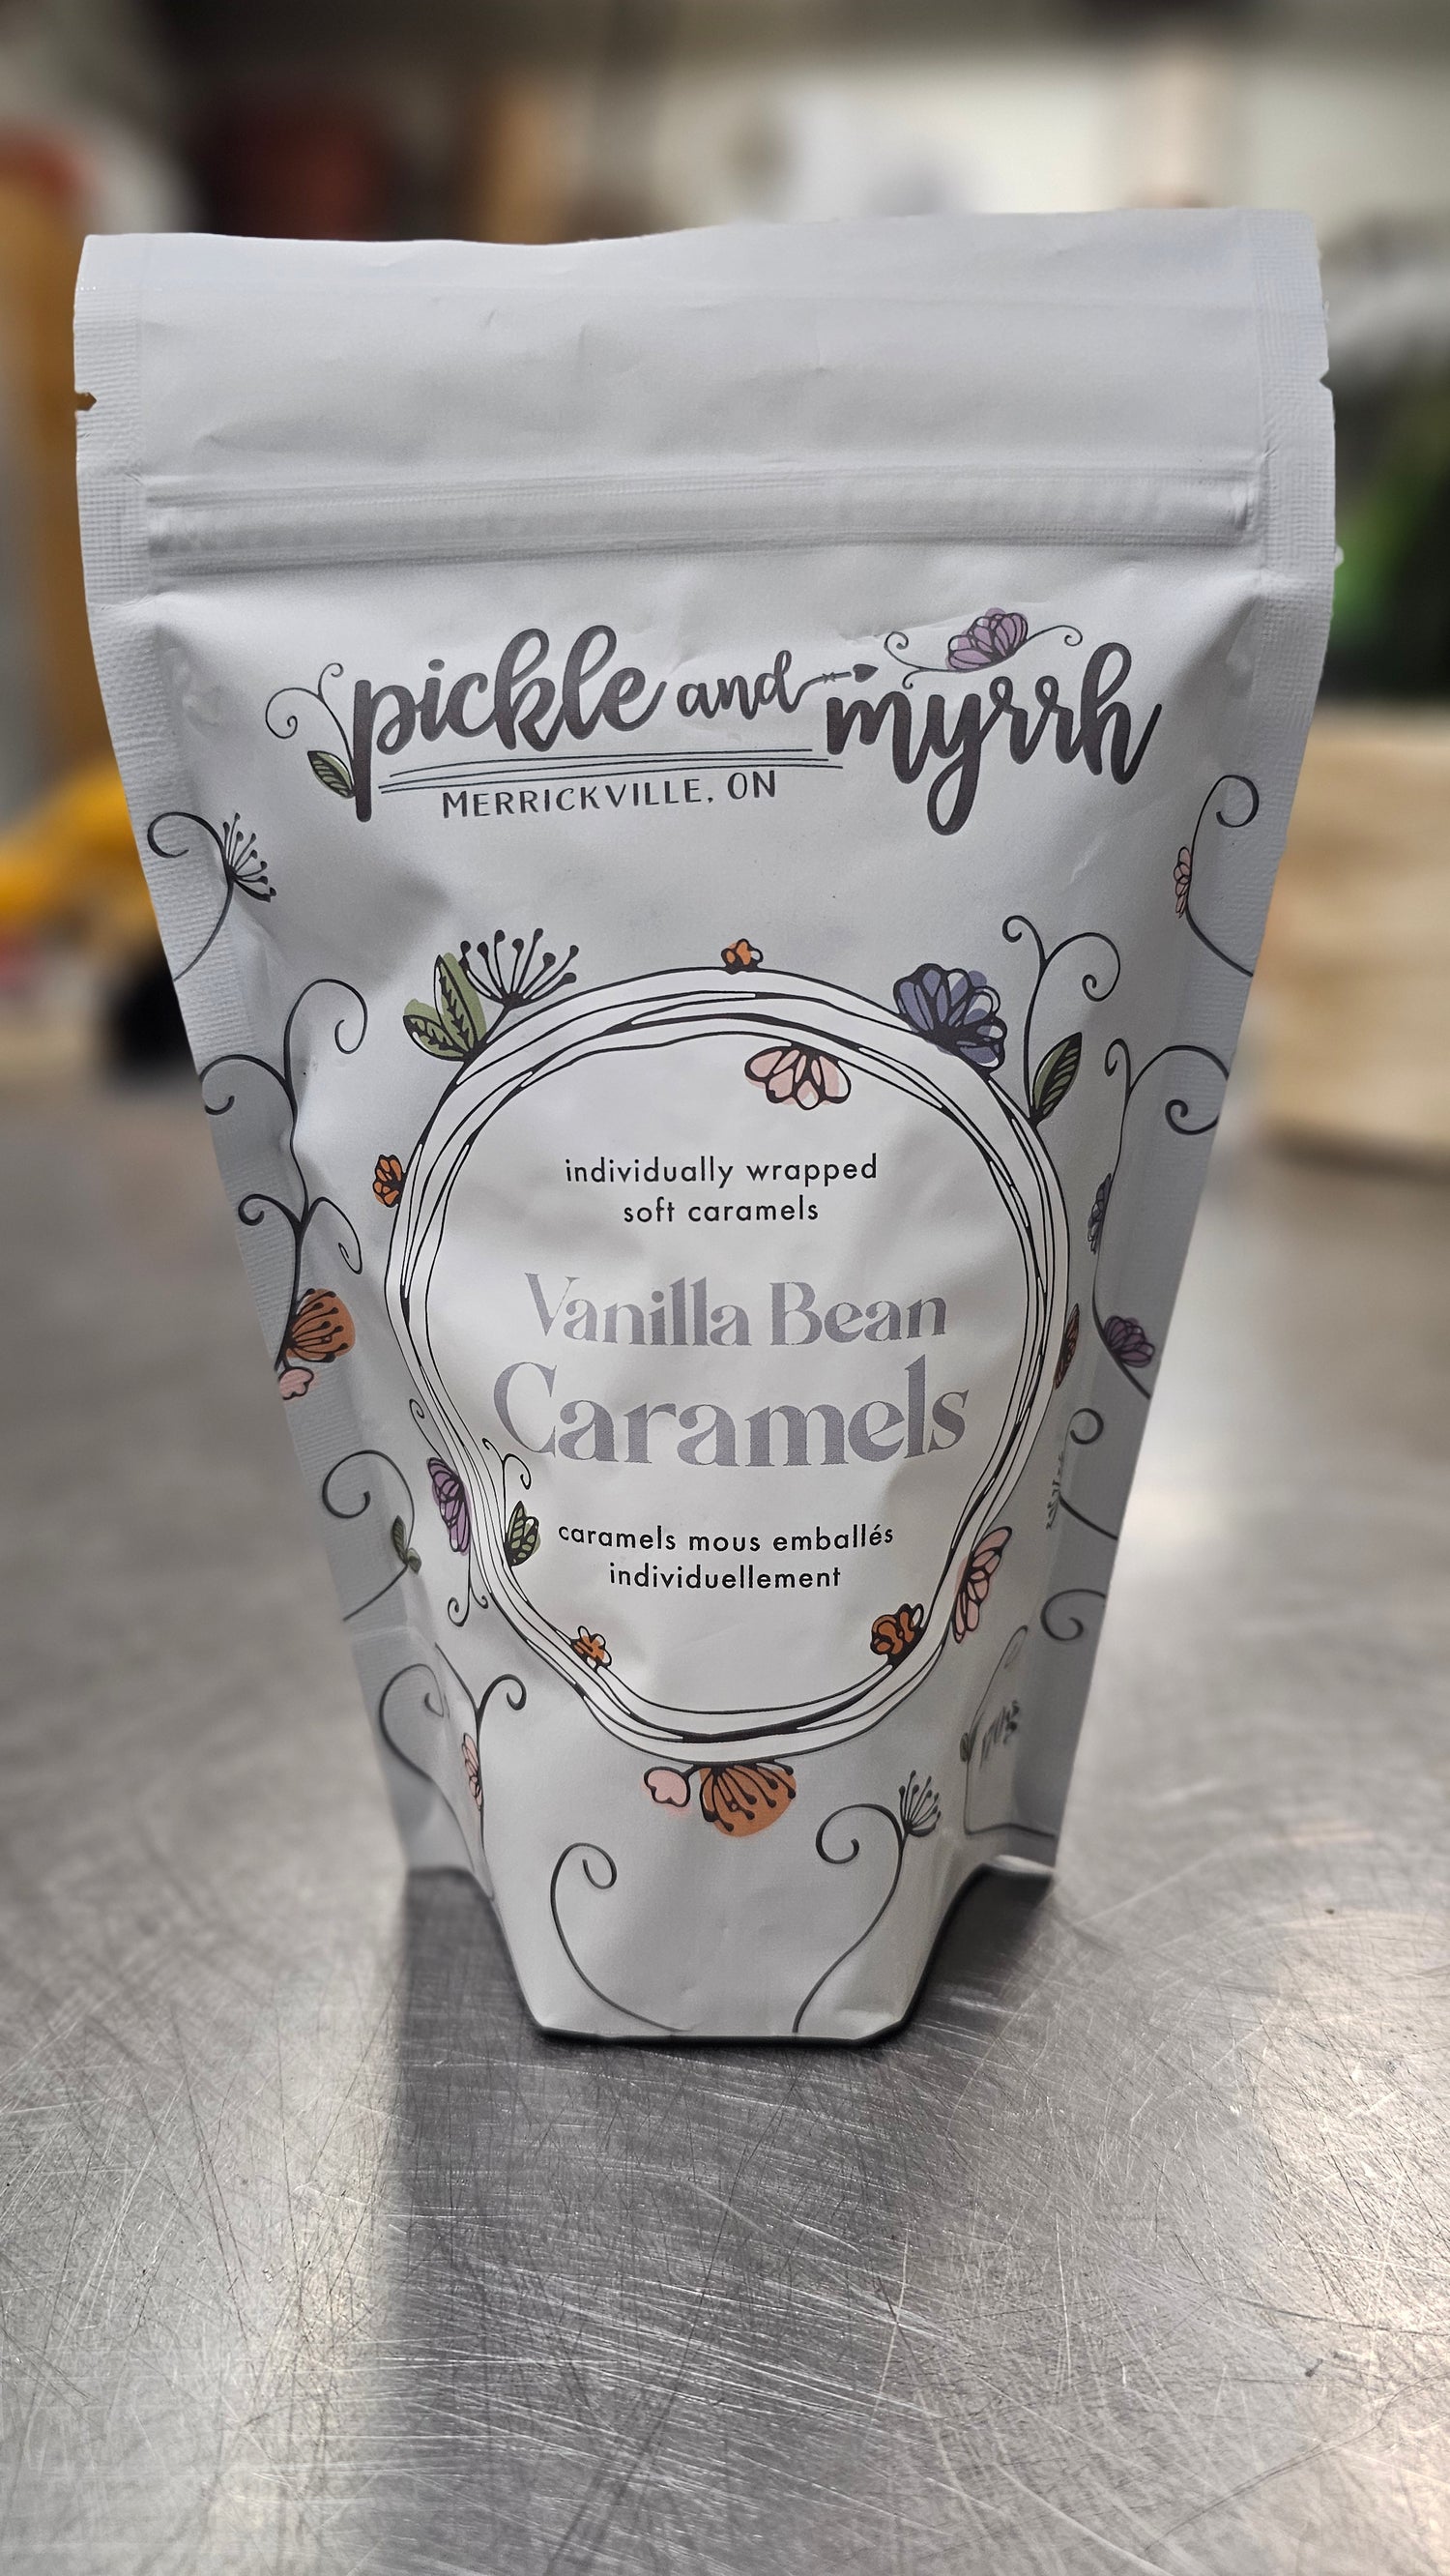 pickle and myrrh
MERRICKVILLE, ON
individually wrapped
soft caramels
Vanilla Bean
Caramels
caramels mous emballés
individuellement